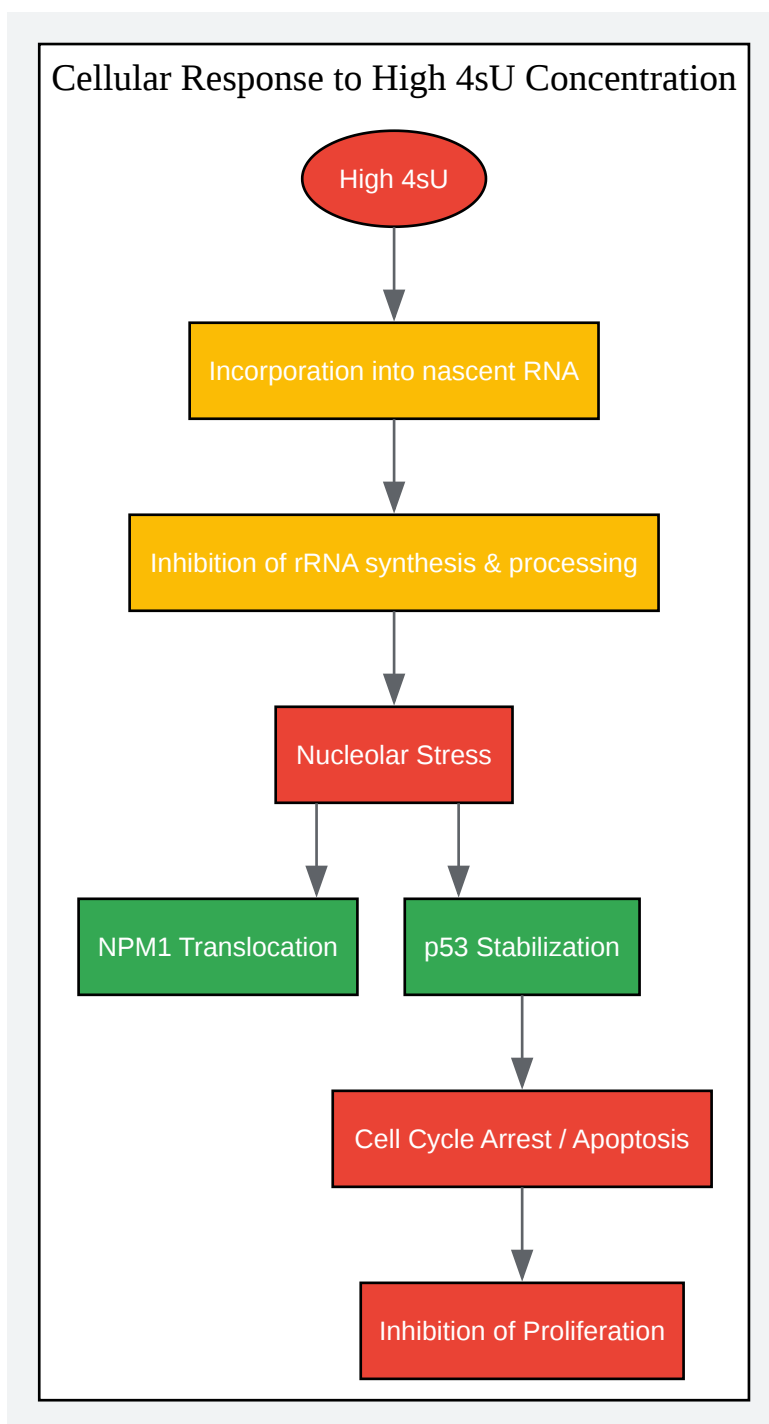 Cellular Response to High 4sU Concentration
High 4sU
Incorporation into nascent RNA
Inhibition of rRNA synthesis & processing
Nucleolar Stress
NPM1 Translocation
p53 Stabilization
Cell Cycle Arrest / Apoptosis
Inhibition of Proliferation